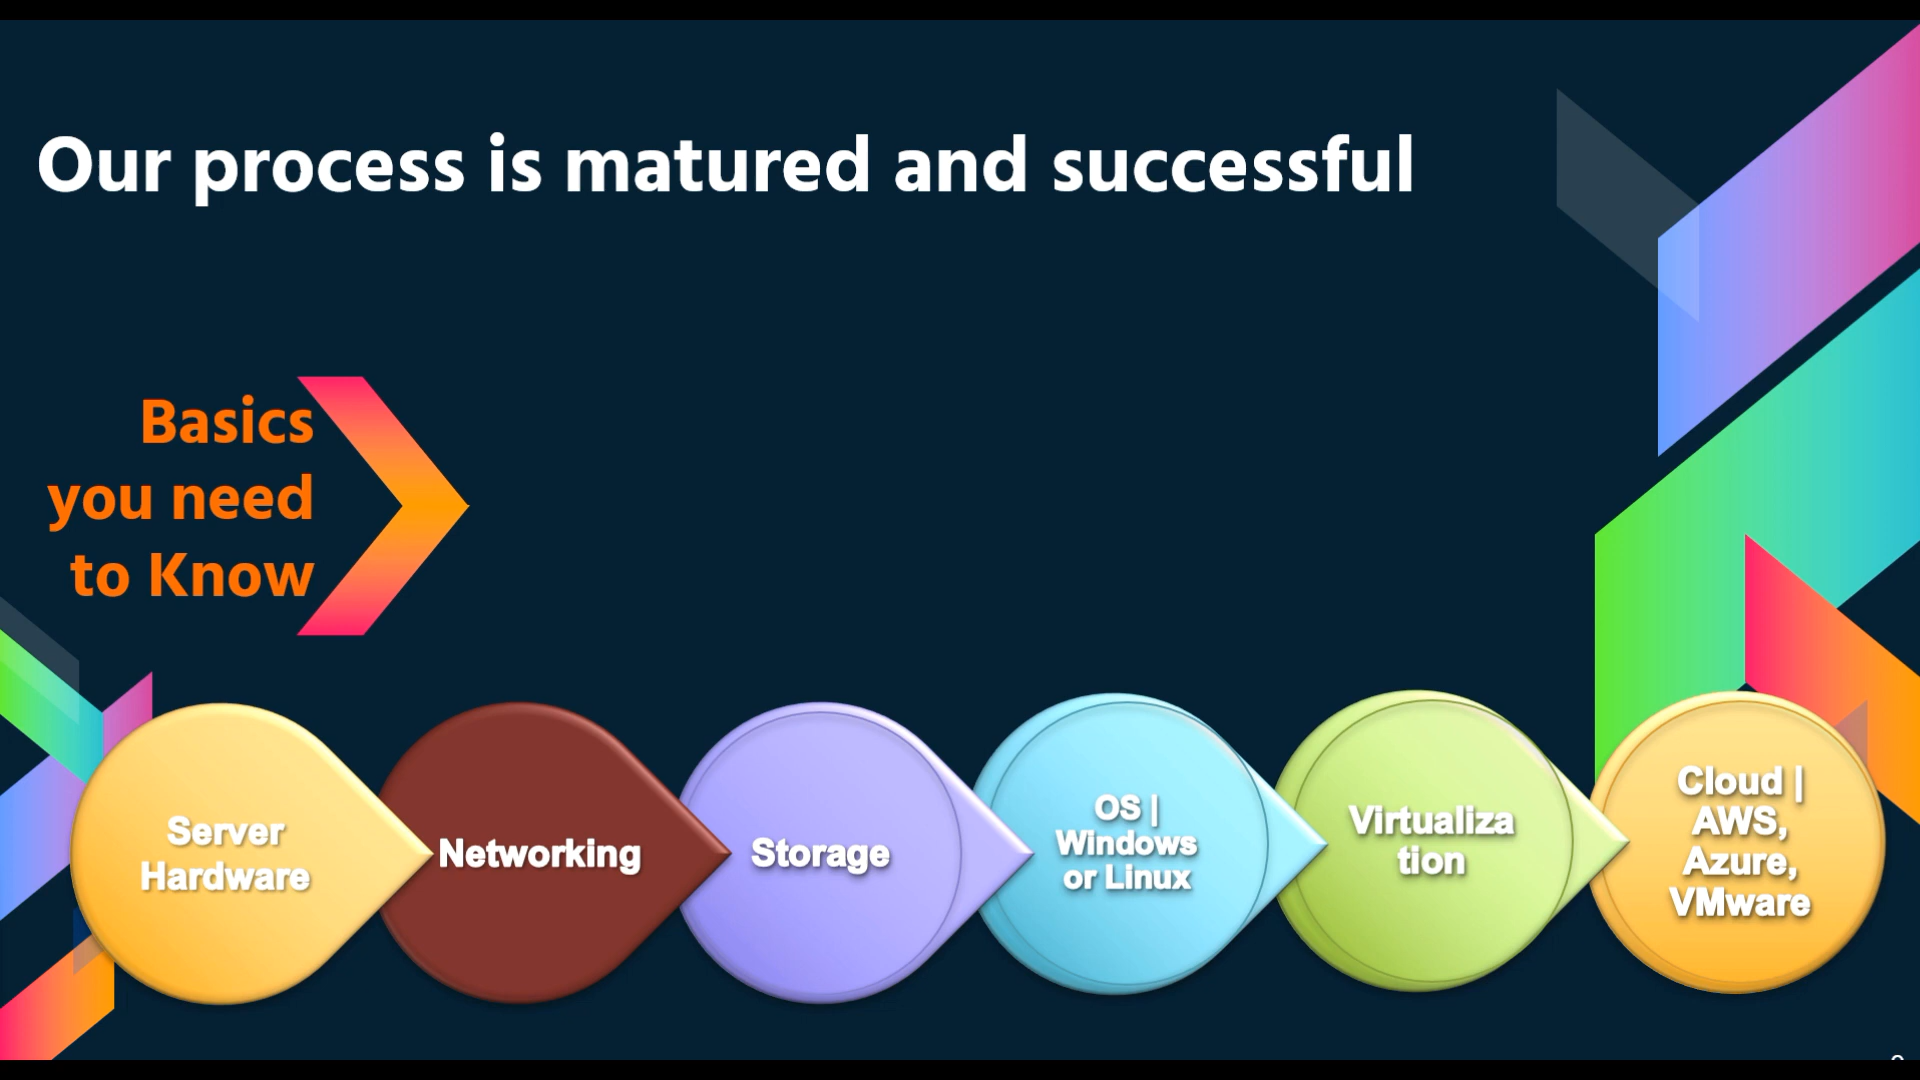 Our process is matured and successful
Basics
you need
to Know
Server
Hardware
Networking
Storage
OS |
Windows
or Linux
Virtualiza
tion
Cloud |
AWS,
Azure,
VMware